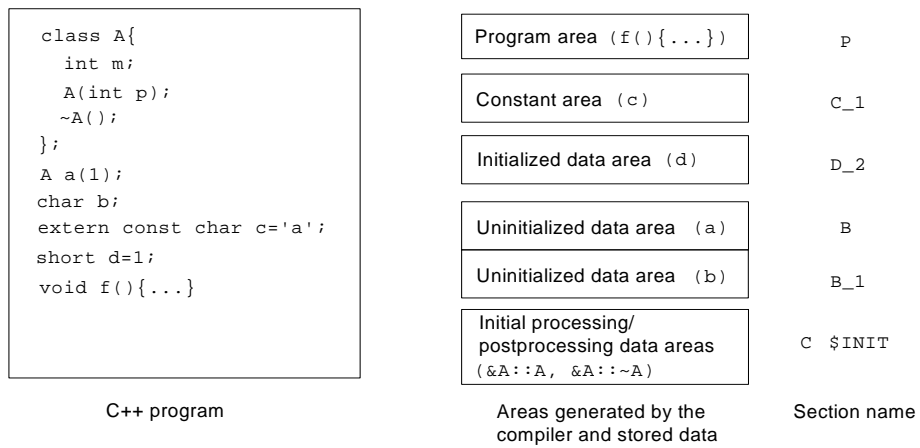 class A{
int m;
A(int p);
~A();
};
A a(1);
char b;
extern const char c='a';
short d=1;
void f(){...}
C++ program
Program area (f(){...}) P
Constant area (c) C_1
Initialized data area (d) D_2
Uninitialized data area (a) B
Uninitialized data area (b) B_1
Initial processing/
postprocessing data areas C $INIT
(&A::A, &A::~A)
Areas generated by the
compiler and stored data
Section name